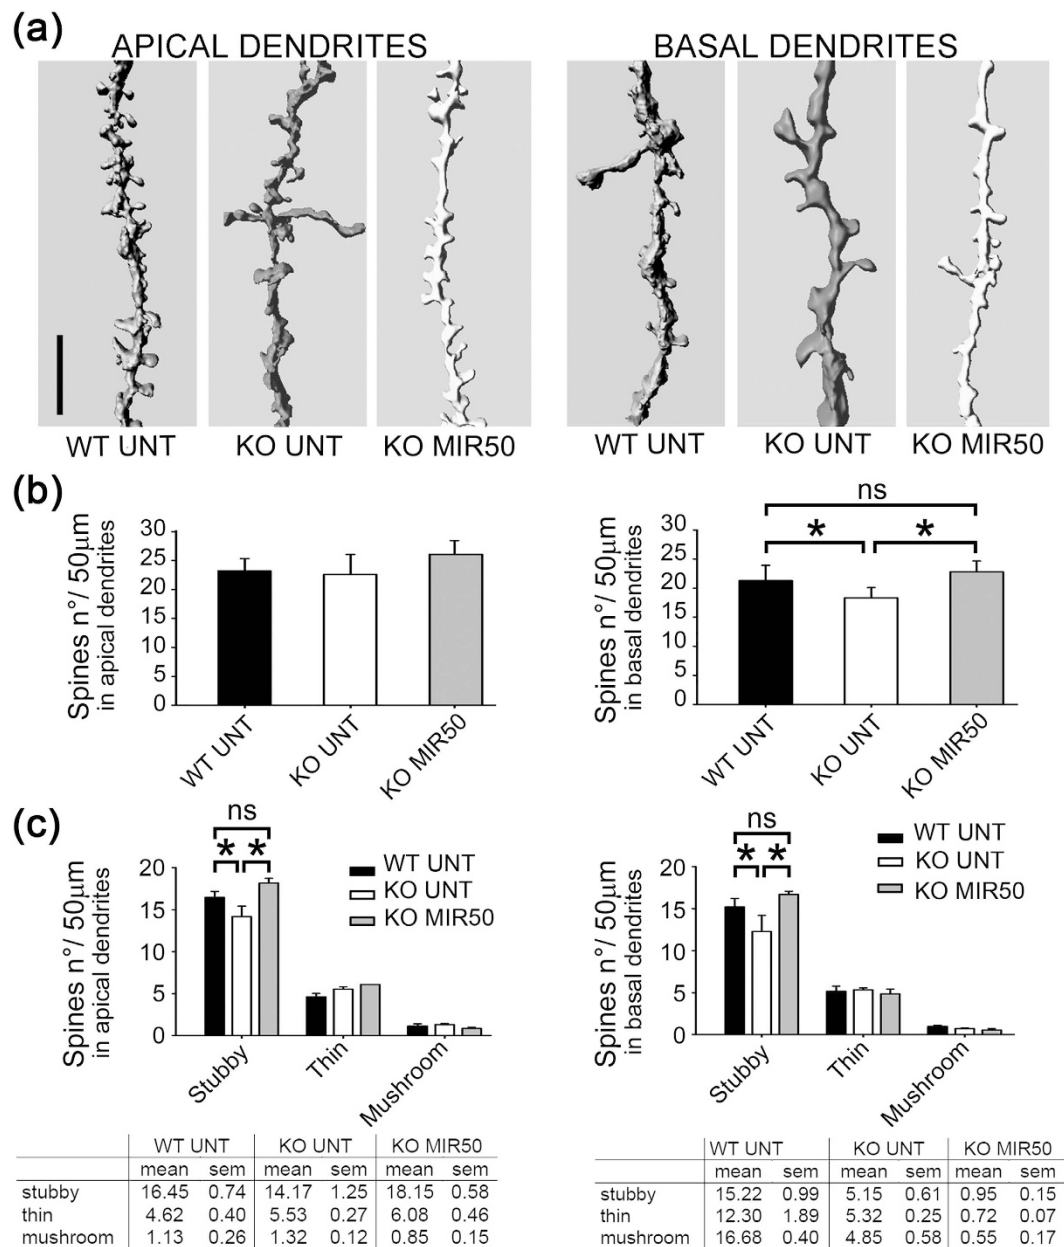 (a)
APICAL DENDRITES
BASAL DENDRITES
WT UNT
KO UNT
KO MIR50
WT UNT
KO UNT
KO MIR50
(b)
Spines n°/ 50μm
in apical dendrites
30
25
20
15
10
5
0
WT UNT
KO UNT
KO MIR50
Spines n°/ 50μm
in basal dendrites
30
25
20
15
10
5
0
ns
*
*
WT UNT
KO UNT
KO MIR50
(c)
Spines n°/ 50μm
in apical dendrites
20
15
10
5
0
ns
*
*
WT UNT
KO UNT
KO MIR50
Stubby
Thin
Mushroom
Spines n°/ 50μm
in basal dendrites
20
15
10
5
0
ns
*
*
WT UNT
KO UNT
KO MIR50
Stubby
Thin
Mushroom
WT UNT KO UNT KO MIR50
mean sem mean sem mean sem
stubby 16.45 0.74 14.17 1.25 18.15 0.58
thin 4.62 0.40 5.53 0.27 6.08 0.46
mushroom 1.13 0.26 1.32 0.12 0.85 0.15
WT UNT KO UNT KO MIR50
mean sem mean sem mean sem
stubby 15.22 0.99 5.15 0.61 0.95 0.15
thin 12.30 1.89 5.32 0.25 0.72 0.07
mushroom 16.68 0.40 4.85 0.58 0.55 0.17